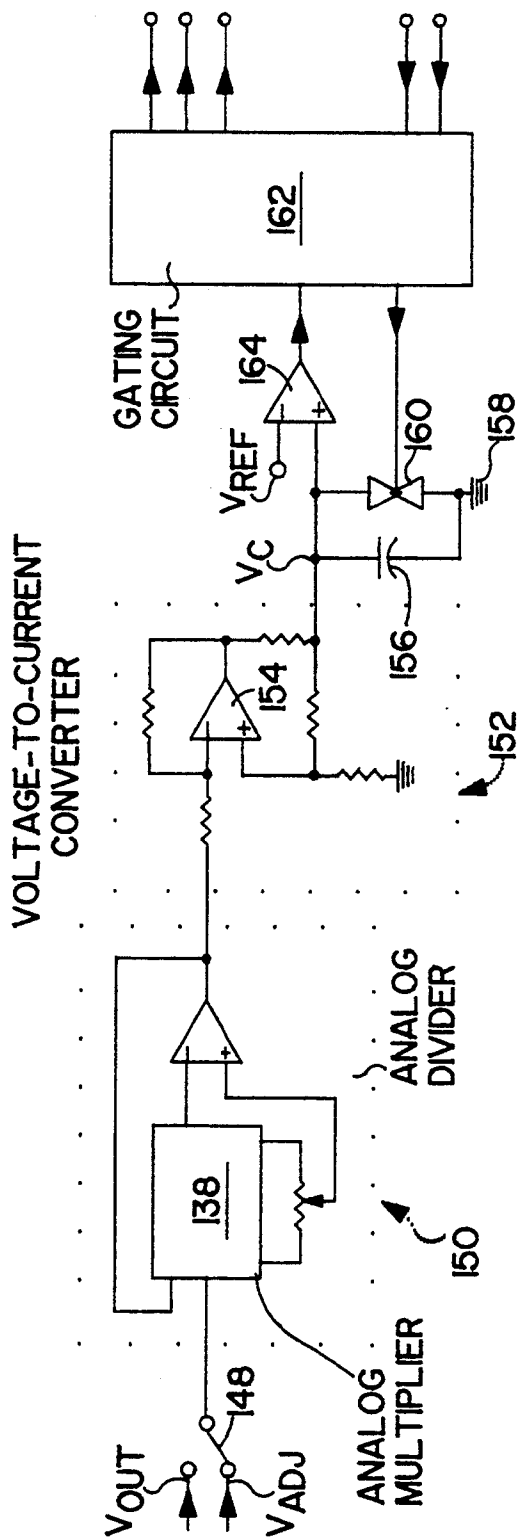 VOLTAGE-TO-CURRENT
CONVERTER
GATING
CIRCUIT
162
164
VREF
VC
160
158
156
154
152
ANALOG
DIVIDER
150
138
ANALOG
MULTIPLIER
148
VOUT
VADJ
-
+
-
+
-
+